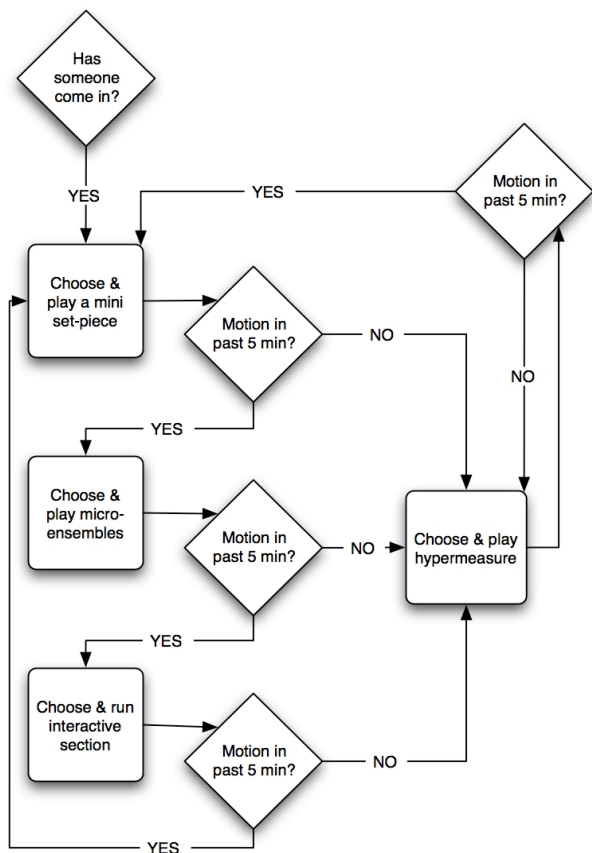 Has
someone
come in?
YES
YES
Motion in
past 5 min?
Choose &
play a mini
set-piece
Motion in
past 5 min?
NO
NO
YES
Choose &
play micro-
ensembles
Motion in
past 5 min?
NO
Choose & play
hypermeasure
YES
Choose & run
interactive
section
Motion in
past 5 min?
NO
YES